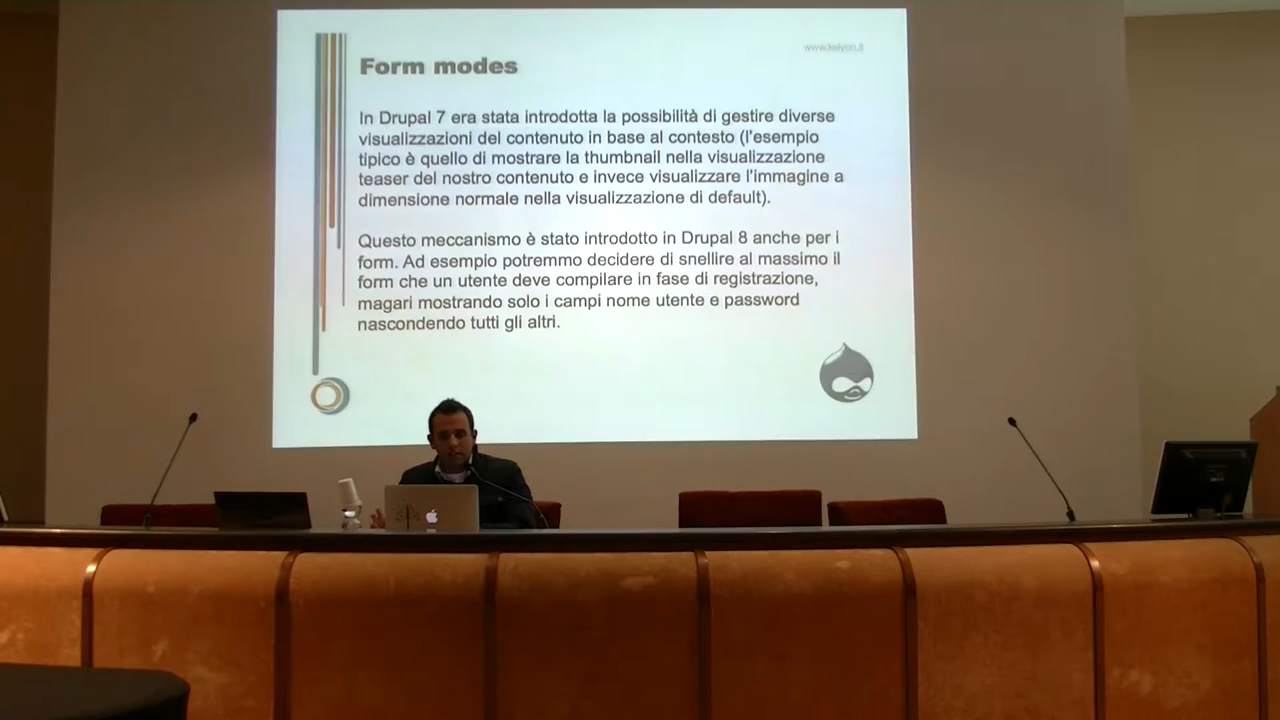 www.kelyon.it
Form modes
In Drupal 7 era stata introdotta la possibilità di gestire diverse
visualizzazioni del contenuto in base al contesto (l'esempio
tipico è quello di mostrare la thumbnail nella visualizzazione
teaser del nostro contenuto e invece visualizzare l'immagine a
dimensione normale nella visualizzazione di default).
Questo meccanismo è stato introdotto in Drupal 8 anche per i
form. Ad esempio potremmo decidere di snellire al massimo il
form che un utente deve compilare in fase di registrazione,
magari mostrando solo i campi nome utente e password
nascondendo tutti gli altri.